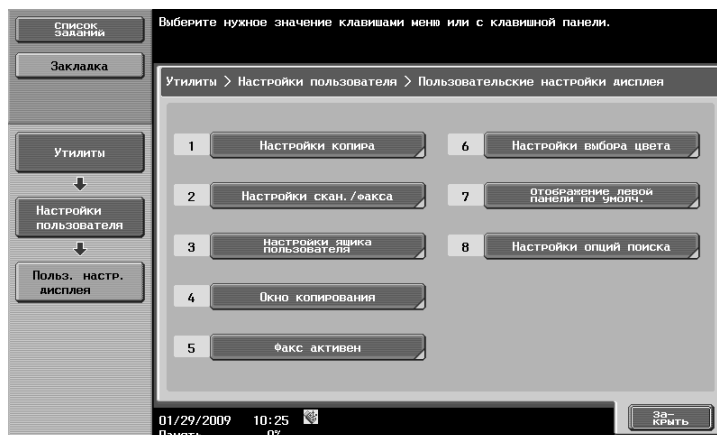 Список
заданий
Закладка
Выберите нужное значение клавишами меню или с клавишной панели.
Утилиты > Настройки пользователя > Пользовательские настройки дисплея
Утилиты
Настройки
пользователя
Польз. настр.
дисплея
1 Настройки копира
2 Настройки скан./факса
3 Настройки ящика
пользователя
4 Окно копирования
5 Факс активен
6 Настройки выбора цвета
7 Отображение левой
панели по умолч.
8 Настройки опций поиска
01/29/2009 10:25
Память 0%
За-
крыть